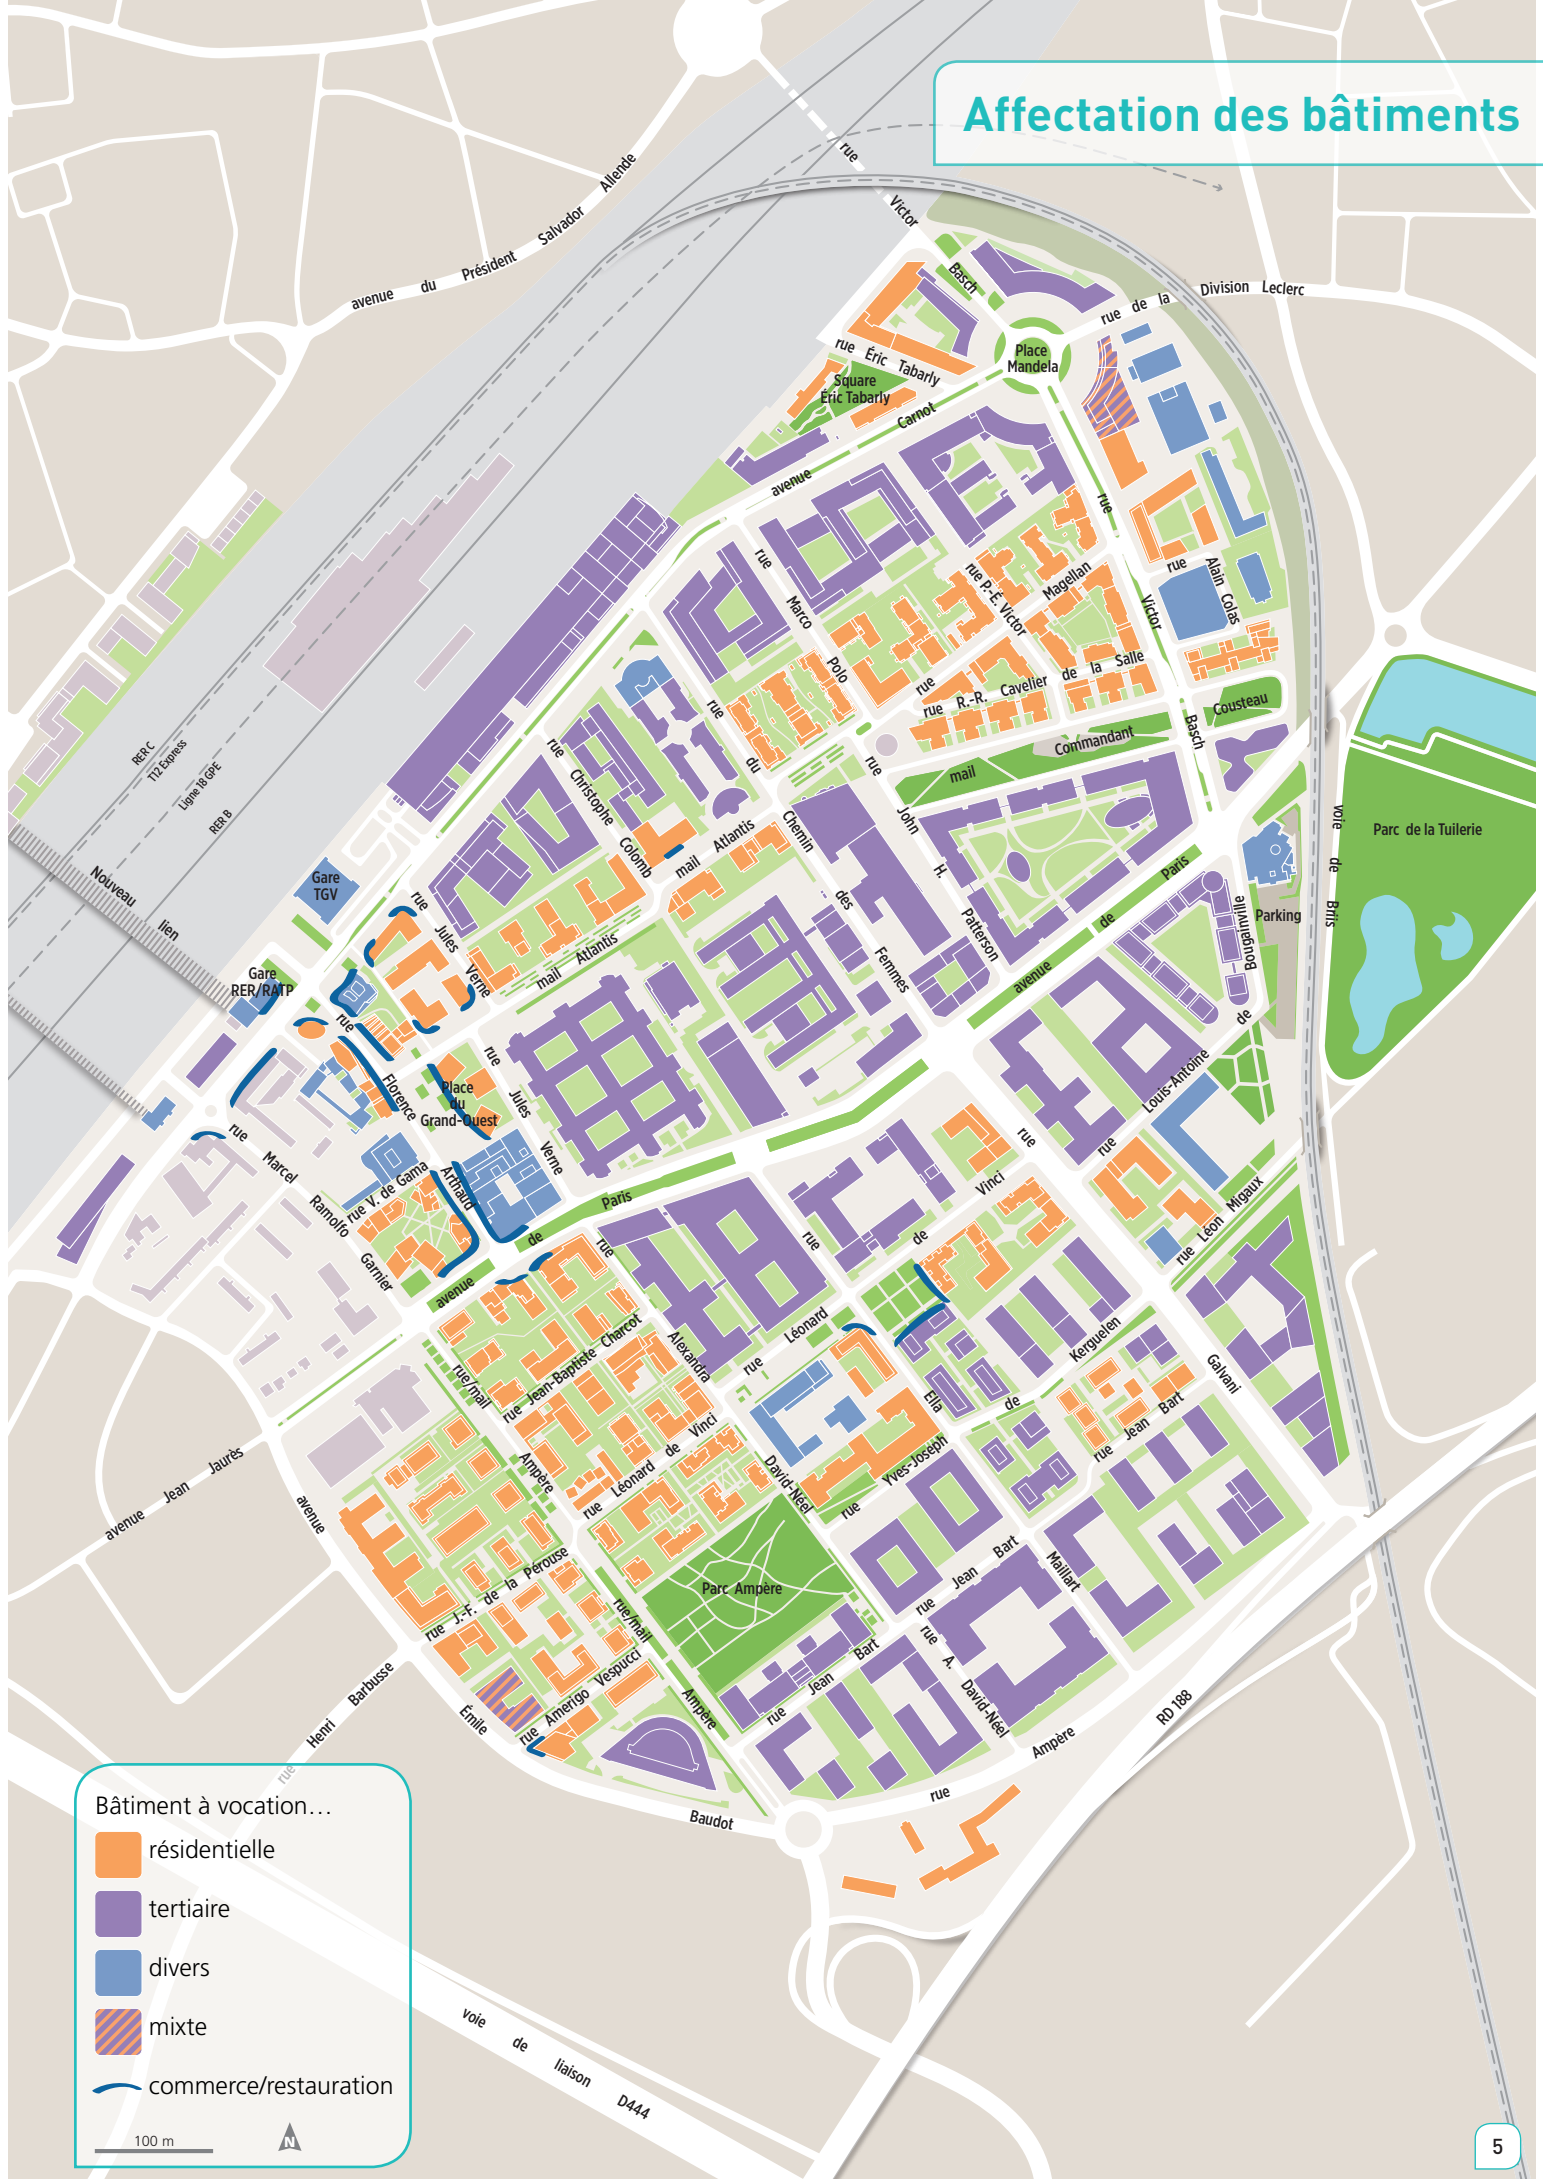 Affectation des bâtiments
rue
Victor
Basch
avenue du Président Salvador Allende
rue de la Division Leclerc
Place
Mandela
rue Éric Tabarly
Square
Éric Tabarly
avenue Carnot
rue
Victor
Basch
rue Alain Colas
rue Marco Polo
rue P.-É. Victor
rue Magellan
rue R.-R. Cavelier de la Salle
mail Commandant Cousteau
rue du Chemin des Femmes
rue John H. Patterson
rue Christophe Colomb
mail Atlantis
mail Atlantis
RER C
T12 Express
Ligne 18 GPE
RER B
Nouveau lien
Gare
TGV
Gare
RER/RATP
rue Jules Verne
rue Jules Verne
rue Florence Arthaud
Place
du
Grand-Ouest
rue Marcel Ramolfo Garnier
rue V. de Gama
avenue de Paris
avenue de Paris
Parc de la Tuilerie
voie de Briis
Parking
rue Louis-Antoine de Bougainville
rue Léon Migaux
rue Galvani
rue Léonard de Vinci
rue Ella Maillart
rue Alexandra David-Néel
rue Jean-Baptiste Charcot
rue/mail Ampère
rue Léonard de Vinci
rue Yves-Joseph de Kerguelen
rue Jean Bart
rue Jean Bart
rue Jean Bart
rue A. David-Néel
Parc Ampère
rue/mail Ampère
rue J.-F. de la Pérouse
rue Amerigo Vespucci
avenue Jean Jaurès
avenue Émile Baudot
rue Henri Barbusse
rue Ampère
RD 188
voie de liaison D444
Bâtiment à vocation…
résidentielle
tertiaire
divers
mixte
commerce/restauration
100 m
N
5